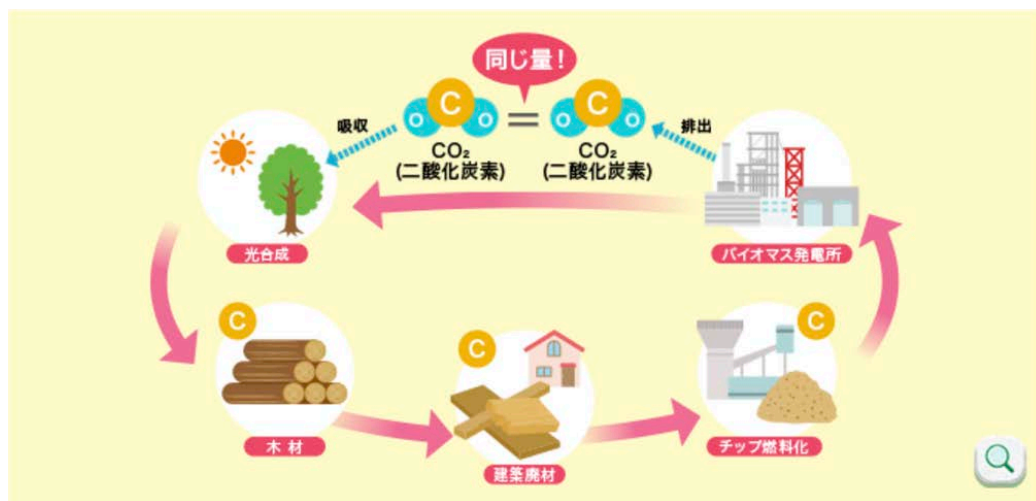 同じ量!
O C O = O C O
吸収
排出
CO₂
(二酸化炭素)
CO₂
(二酸化炭素)
光合成
バイオマス発電所
C
木材
C
建築廃材
C
チップ燃料化